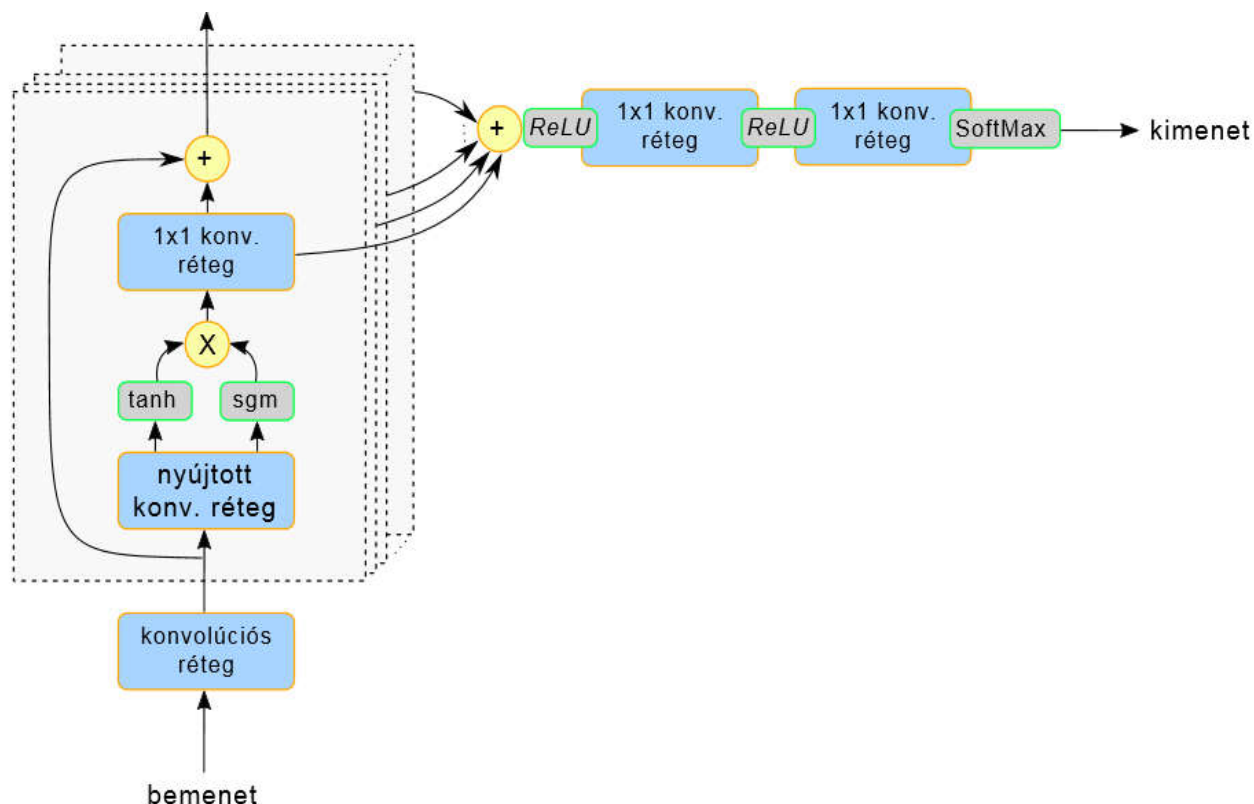 +
ReLU
1x1 konv.
réteg
ReLU
1x1 konv.
réteg
SoftMax
kimenet
+
1x1 konv.
réteg
X
tanh
sgm
nyújtott
konv. réteg
konvolúciós
réteg
bemenet